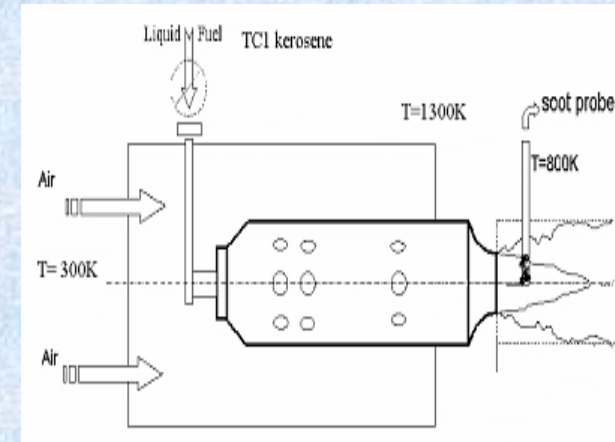 Liquid Fuel TC1 kerosene
T=1300K
soot probe
T=800K
Air
T= 300K
Air